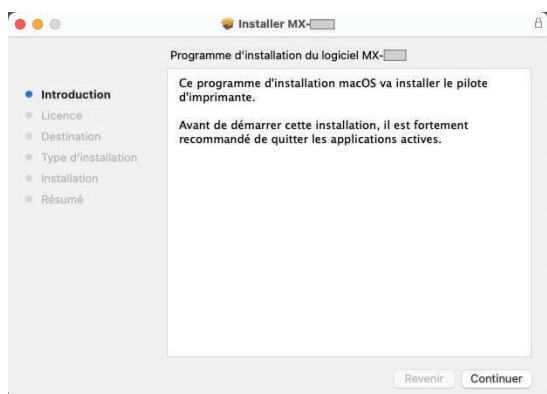 Installer MX-
Programme d'installation du logiciel MX-
Introduction
Licence
Destination
Type d'installation
Installation
Résumé
Ce programme d'installation macOS va installer le pilote
d'imprimante.
Avant de démarrer cette installation, il est fortement
recommandé de quitter les applications actives.
Revenir
Continuer